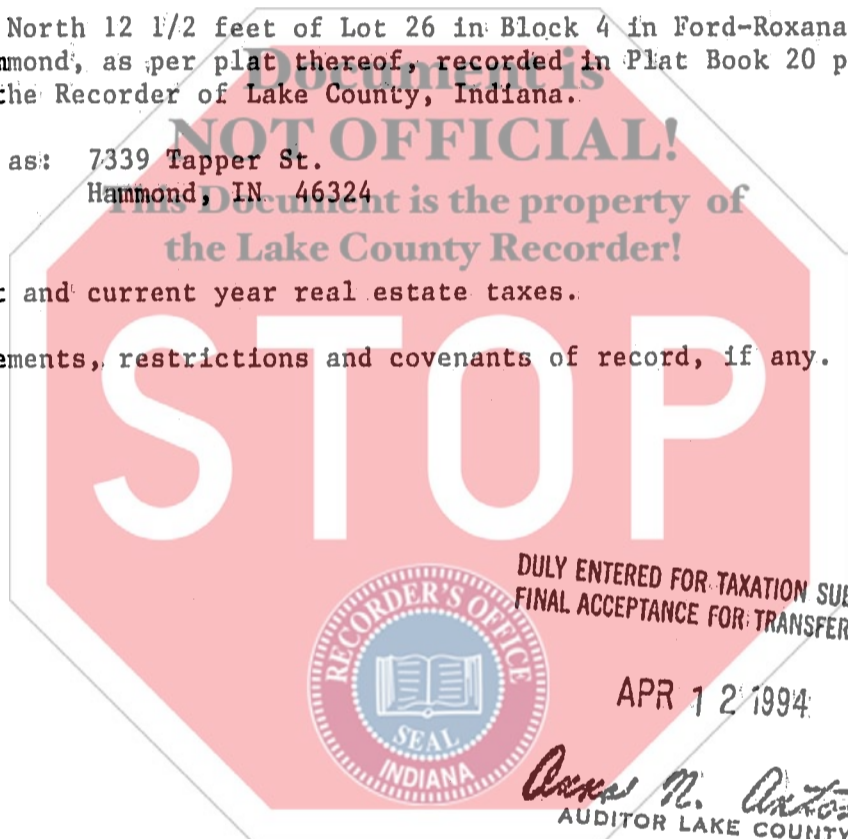 North 12 1/2 feet of Lot 26 in Block 4 in Ford-Roxana
mmond, as per plat thereof, recorded in Plat Book 20 p
the Recorder of Lake County, Indiana.
Document is
NOT OFFICIAL!
This Document is the property of
the Lake County Recorder!
as: 7339 Tapper St.
Hammond, IN 46324
t and current year real estate taxes.
ements, restrictions and covenants of record, if any.
STOP
DULY ENTERED FOR TAXATION SUB
FINAL ACCEPTANCE FOR TRANSFER
APR 12 1994
RECORDER'S OFFICE
SEAL
INDIANA
N.
AUDITOR LAKE COUNTY